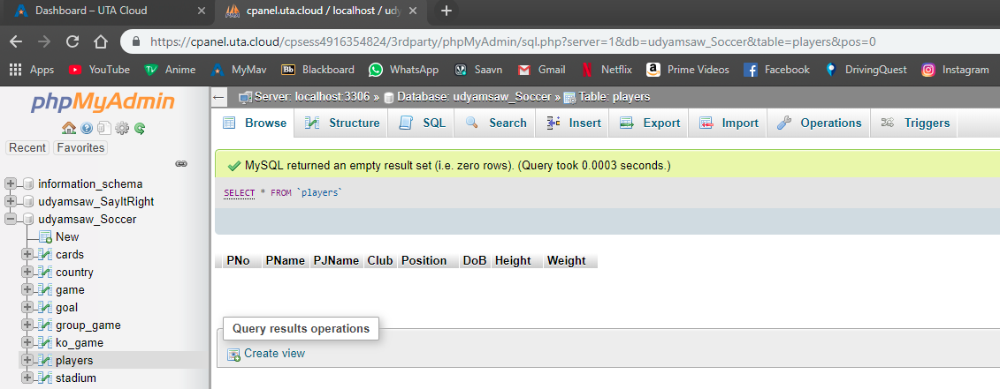 Dashboard – UTA Cloud
cpanel.uta.cloud / localhost / udy
https://cpanel.uta.cloud/cpsess4916354824/3rdparty/phpMyAdmin/sql.php?server=1&db=udyamsaw_Soccer&table=players&pos=0
Apps YouTube Anime MyMav Blackboard WhatsApp Saavn Gmail Netflix Prime Videos Facebook DrivingQuest Instagram
phpMyAdmin
Recent Favorites
information_schema
udyamsaw_SayItRight
udyamsaw_Soccer
New
cards
country
game
goal
group_game
ko_game
players
stadium
Server: localhost:3306 » Database: udyamsaw_Soccer » Table: players
Browse Structure SQL Search Insert Export Import Operations Triggers
MySQL returned an empty result set (i.e. zero rows). (Query took 0.0003 seconds.)
SELECT * FROM `players`
PNo PName PJName Club Position DoB Height Weight
Query results operations
Create view